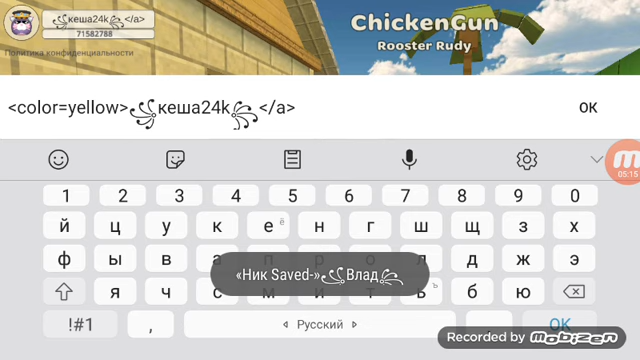 ꧁кеша24k꧂</a>
71582788
Политика конфиденциальности
ChickenGun
Rooster Rudy
<color=yellow>꧁кеша24k꧂</a>
ОК
05:15
1 2 3 4 5 6 7 8 9 0
й ц у к е ё н г ш щ з х
ф ы в а п р о л д ж э
«Ник Saved-»꧁Влад꧂
я ч с м и т ь ъ б ю
!#1 , Русский . OK
Recorded by Mobizen